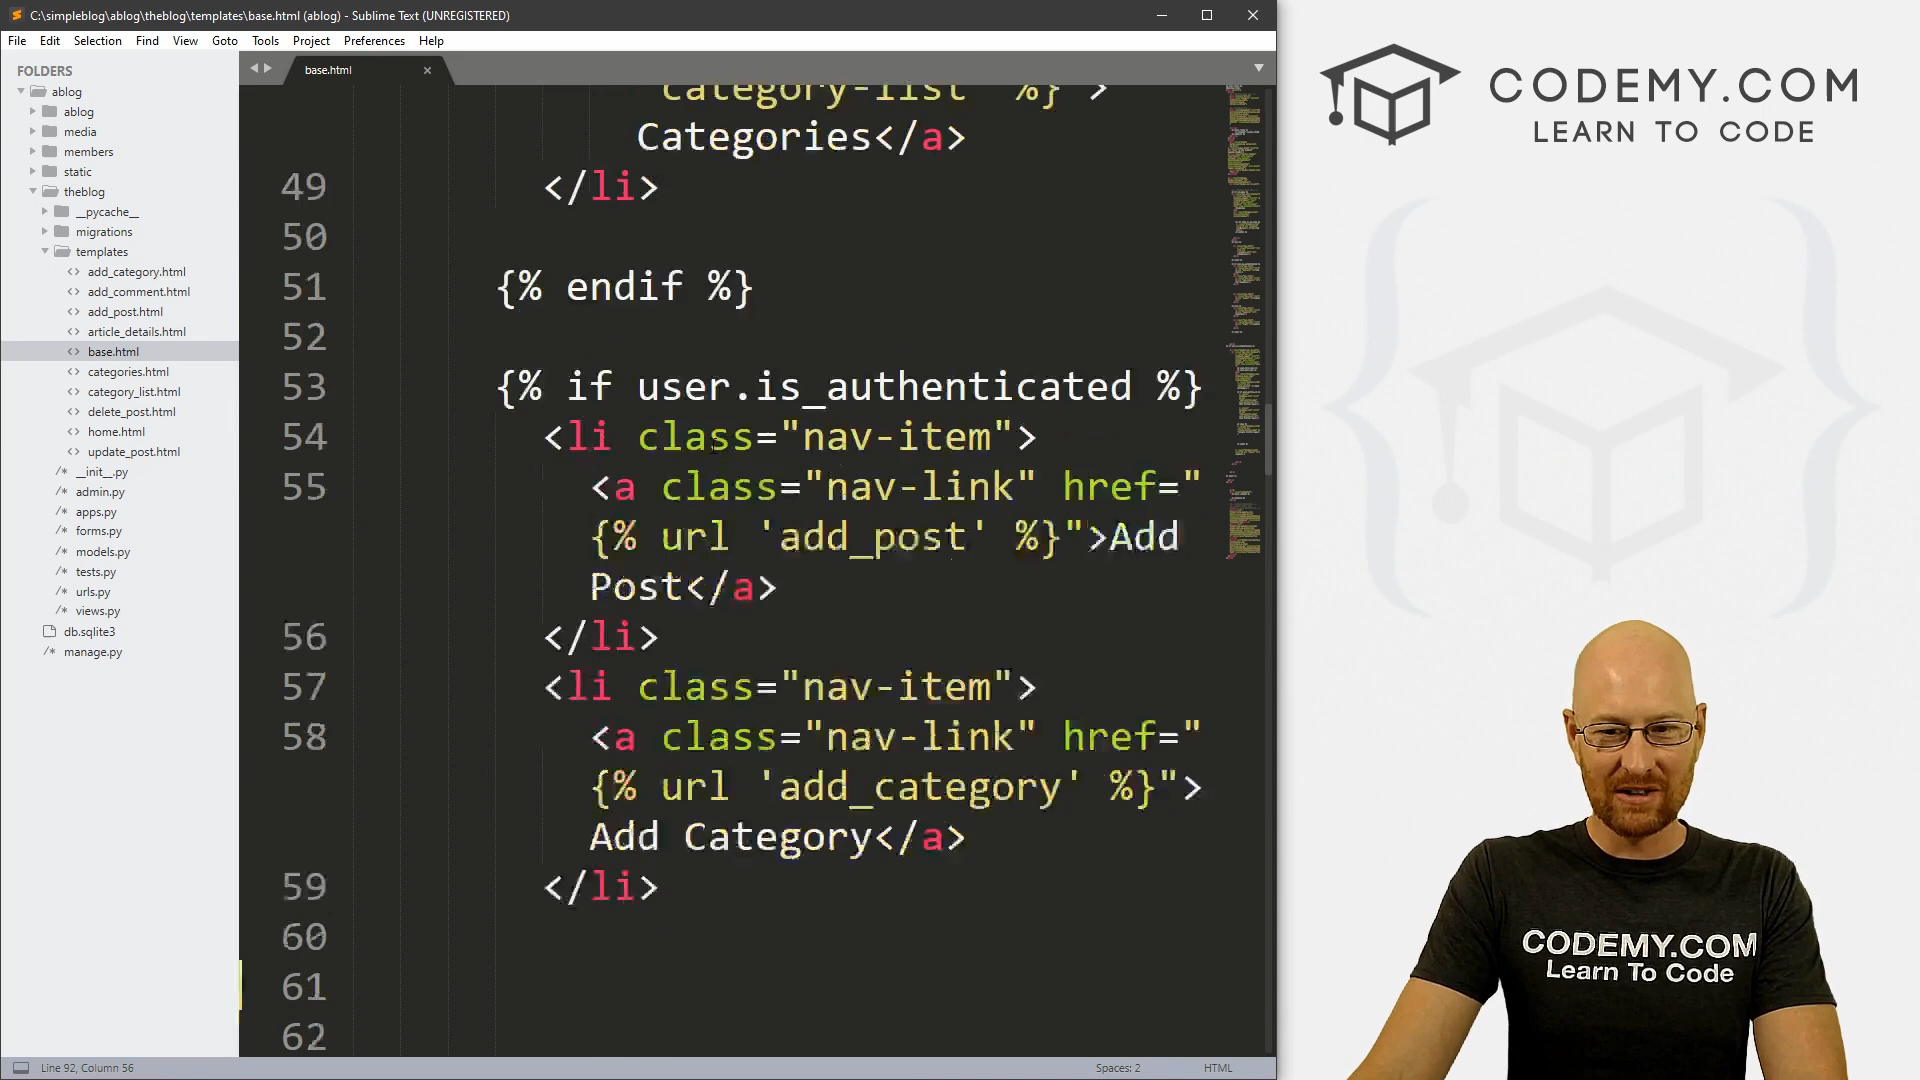 C:\simpleblog\ablog\theblog\templates\base.html (ablog) - Sublime Text (UNREGISTERED)
File Edit Selection Find View Goto Tools Project Preferences Help
FOLDERS
ablog
ablog
media
members
static
theblog
__pycache__
migrations
templates
<> add_category.html
<> add_comment.html
<> add_post.html
<> article_details.html
<> base.html
<> categories.html
<> category_list.html
<> delete_post.html
<> home.html
<> update_post.html
/* __init__.py
/* admin.py
/* apps.py
/* forms.py
/* models.py
/* tests.py
/* urls.py
/* views.py
db.sqlite3
/* manage.py
base.html
category-list' %}">
Categories</a>
49 </li>
50
51 {% endif %}
52
53 {% if user.is_authenticated %}
54 <li class="nav-item">
55 <a class="nav-link" href="
{% url 'add_post' %}">Add
Post</a>
56 </li>
57 <li class="nav-item">
58 <a class="nav-link" href="
{% url 'add_category' %}">
Add Category</a>
59 </li>
60
61
62
Line 92, Column 56
Spaces: 2
HTML
CODEMY.COM
LEARN TO CODE
CODEMY.COM
Learn To Code